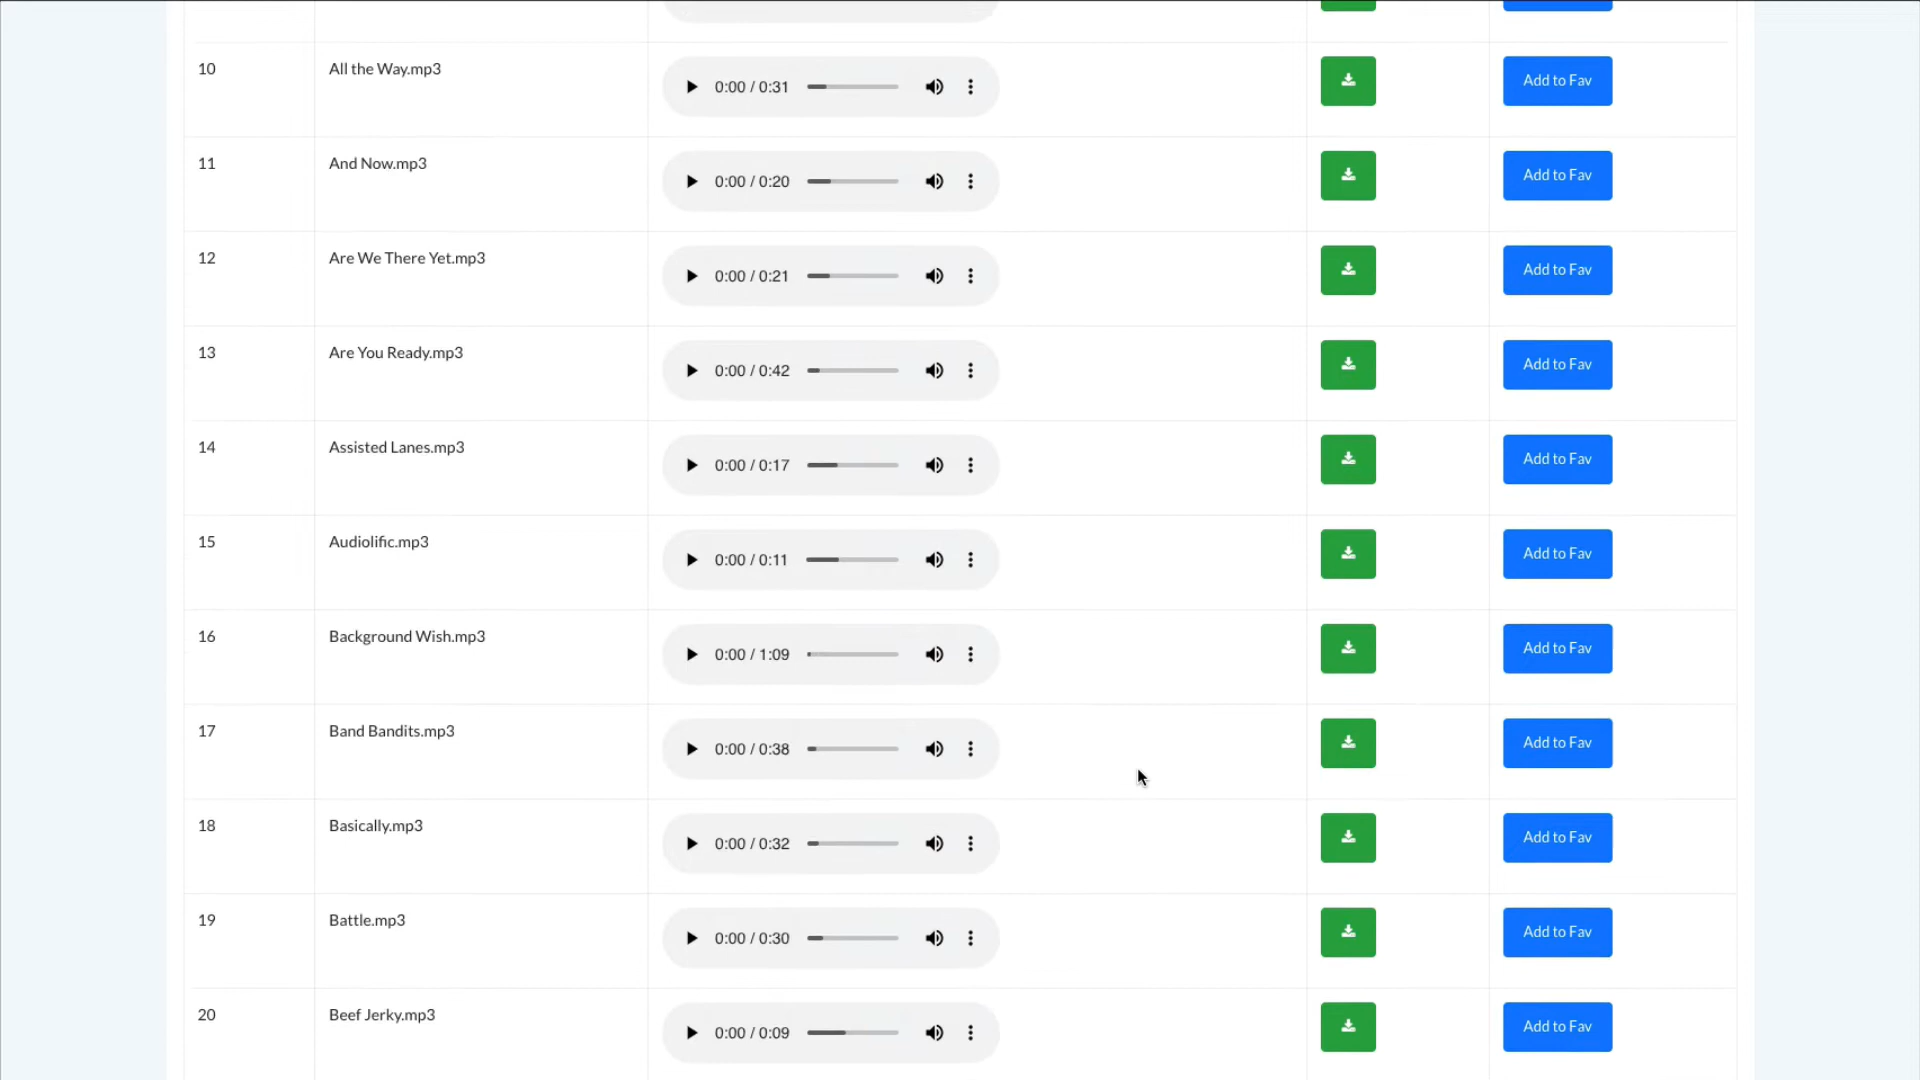 10 All the Way.mp3 0:00 / 0:31 Add to Fav
11 And Now.mp3 0:00 / 0:20 Add to Fav
12 Are We There Yet.mp3 0:00 / 0:21 Add to Fav
13 Are You Ready.mp3 0:00 / 0:42 Add to Fav
14 Assisted Lanes.mp3 0:00 / 0:17 Add to Fav
15 Audiolific.mp3 0:00 / 0:11 Add to Fav
16 Background Wish.mp3 0:00 / 1:09 Add to Fav
17 Band Bandits.mp3 0:00 / 0:38 Add to Fav
18 Basically.mp3 0:00 / 0:32 Add to Fav
19 Battle.mp3 0:00 / 0:30 Add to Fav
20 Beef Jerky.mp3 0:00 / 0:09 Add to Fav